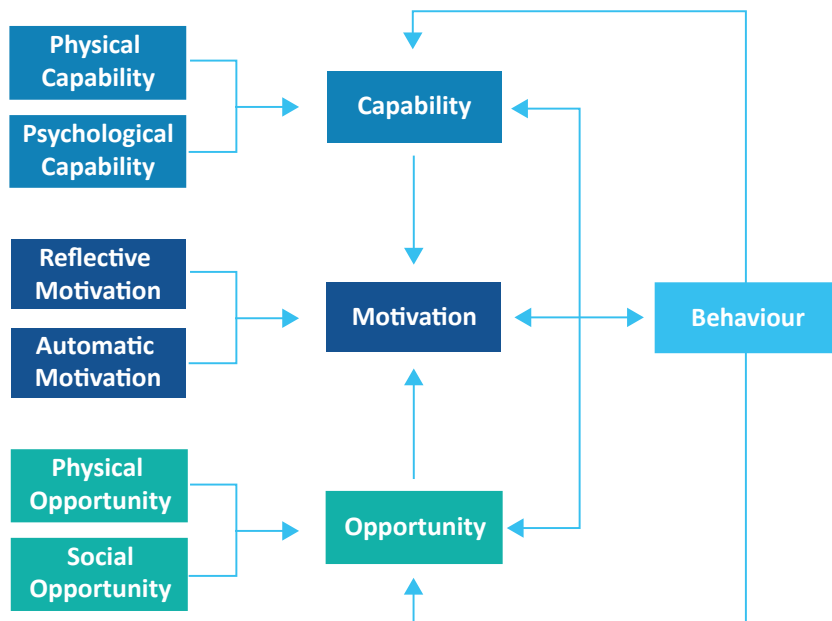 Physical
Capability
Psychological
Capability
Capability
Reflective
Motivation
Automatic
Motivation
Motivation
Behaviour
Physical
Opportunity
Social
Opportunity
Opportunity